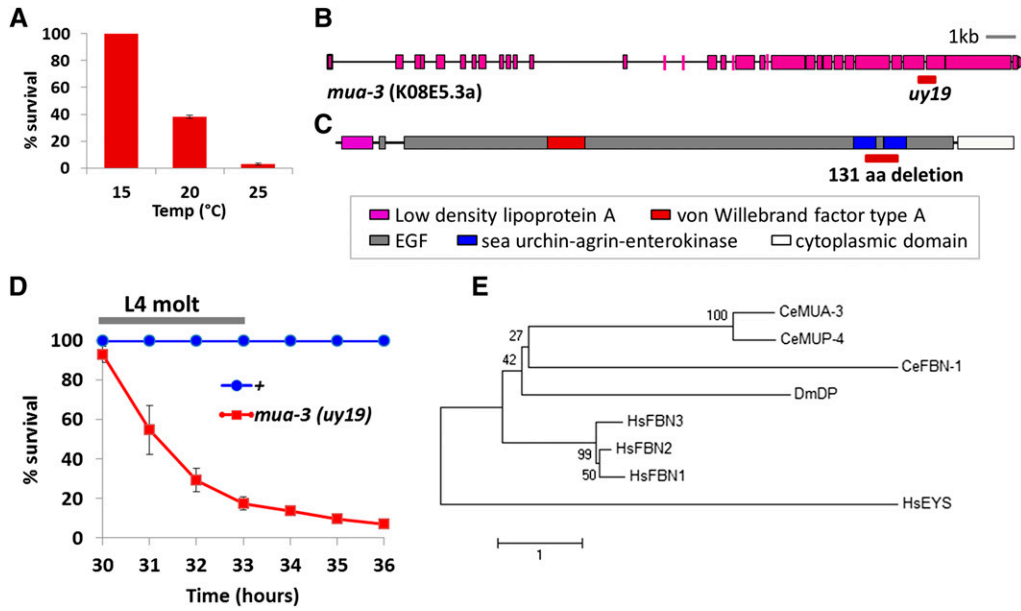 A
% survival
100
80
60
40
20
0
15 20 25
Temp (°C)
B
1kb
mua-3 (K08E5.3a)
uy19
C
131 aa deletion
Low density lipoprotein A
von Willebrand factor type A
EGF
sea urchin-agrin-enterokinase
cytoplasmic domain
D
L4 molt
% survival
100
80
60
40
20
0
+
mua-3 (uy19)
30 31 32 33 34 35 36
Time (hours)
E
100
CeMUA-3
CeMUP-4
27
CeFBN-1
42
DmDP
HsFBN3
99
HsFBN2
50
HsFBN1
HsEYS
1